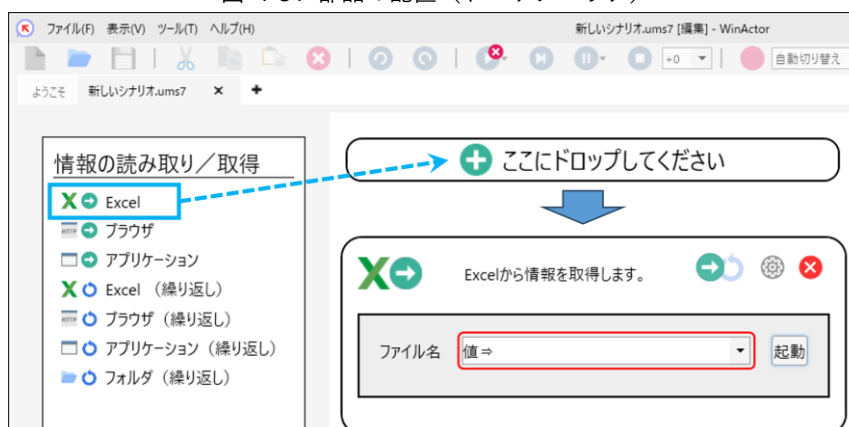 ファイル(F) 表示(V) ツール(T) ヘルプ(H) 新しいシナリオ.ums7 [編集] - WinActor
+0 自動切り替え
ようこそ 新しいシナリオ.ums7
情報の読み取り／取得
ここにドロップしてください
Excel
HTTP ブラウザ
アプリケーション
Excel （繰り返し）
Excelから情報を取得します。
HTTP ブラウザ（繰り返し）
アプリケーション（繰り返し）
ファイル名 値⇒ 起動
フォルダ（繰り返し）